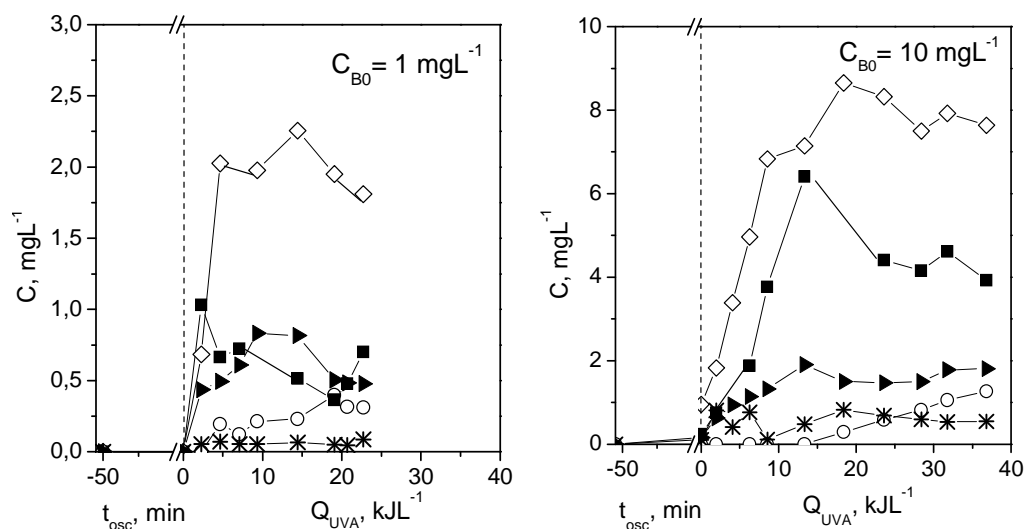 3,0
2,5
2,0
1,5
1,0
0,5
0,0
C, mgL⁻¹
C_B0= 1 mgL⁻¹
-50 0 10 20 30
t_osc, min Q_UVA, kJL⁻¹
10
8
6
4
2
0
C, mgL⁻¹
C_B0= 10 mgL⁻¹
-50 0 10 20 30 40
t_osc, min Q_UVA, kJL⁻¹